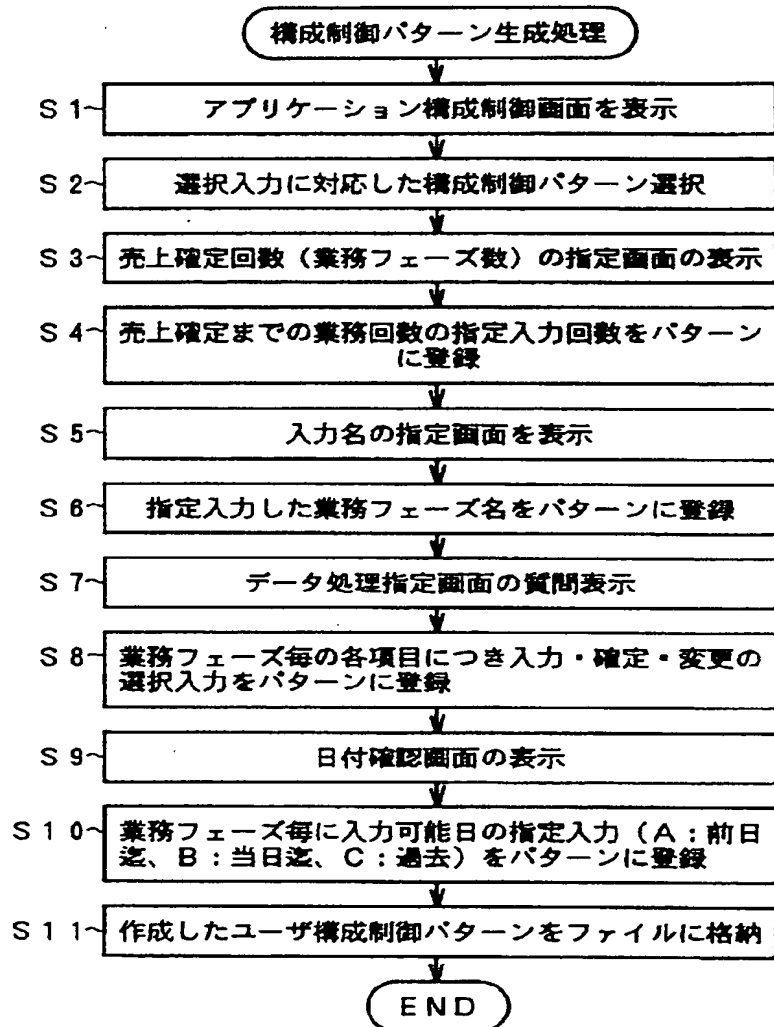 構成制御パターン生成処理
S1~ アプリケーション構成制御画面を表示
S2~ 選択入力に対応した構成制御パターン選択
S3~ 売上確定回数(業務フェーズ数)の指定画面の表示
S4~ 売上確定までの業務回数の指定入力回数をパターン
に登録
S5~ 入力名の指定画面を表示
S6~ 指定入力した業務フェーズ名をパターンに登録
S7~ データ処理指定画面の質問表示
S8~ 業務フェーズ毎の各項目につき入力・確定・変更の
選択入力をパターンに登録
S9~ 日付確認画面の表示
S10~ 業務フェーズ毎に入力可能日の指定入力(A:前日
迄、B:当日迄、C:過去)をパターンに登録
S11~ 作成したユーザ構成制御パターンをファイルに格納
END